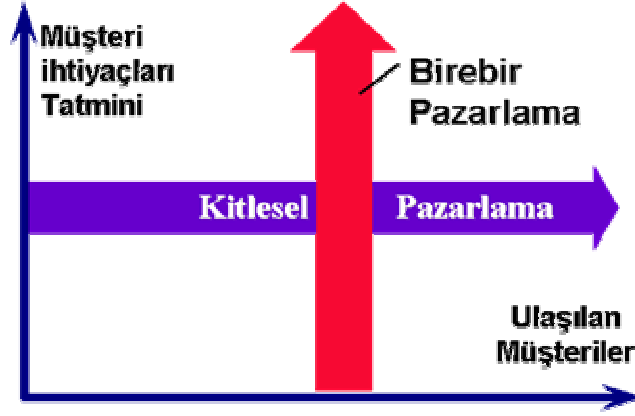 Müşteri
ihtiyaçları
Tatmini
Birebir
Pazarlama
Kitlesel Pazarlama
Ulaşılan
Müşteriler